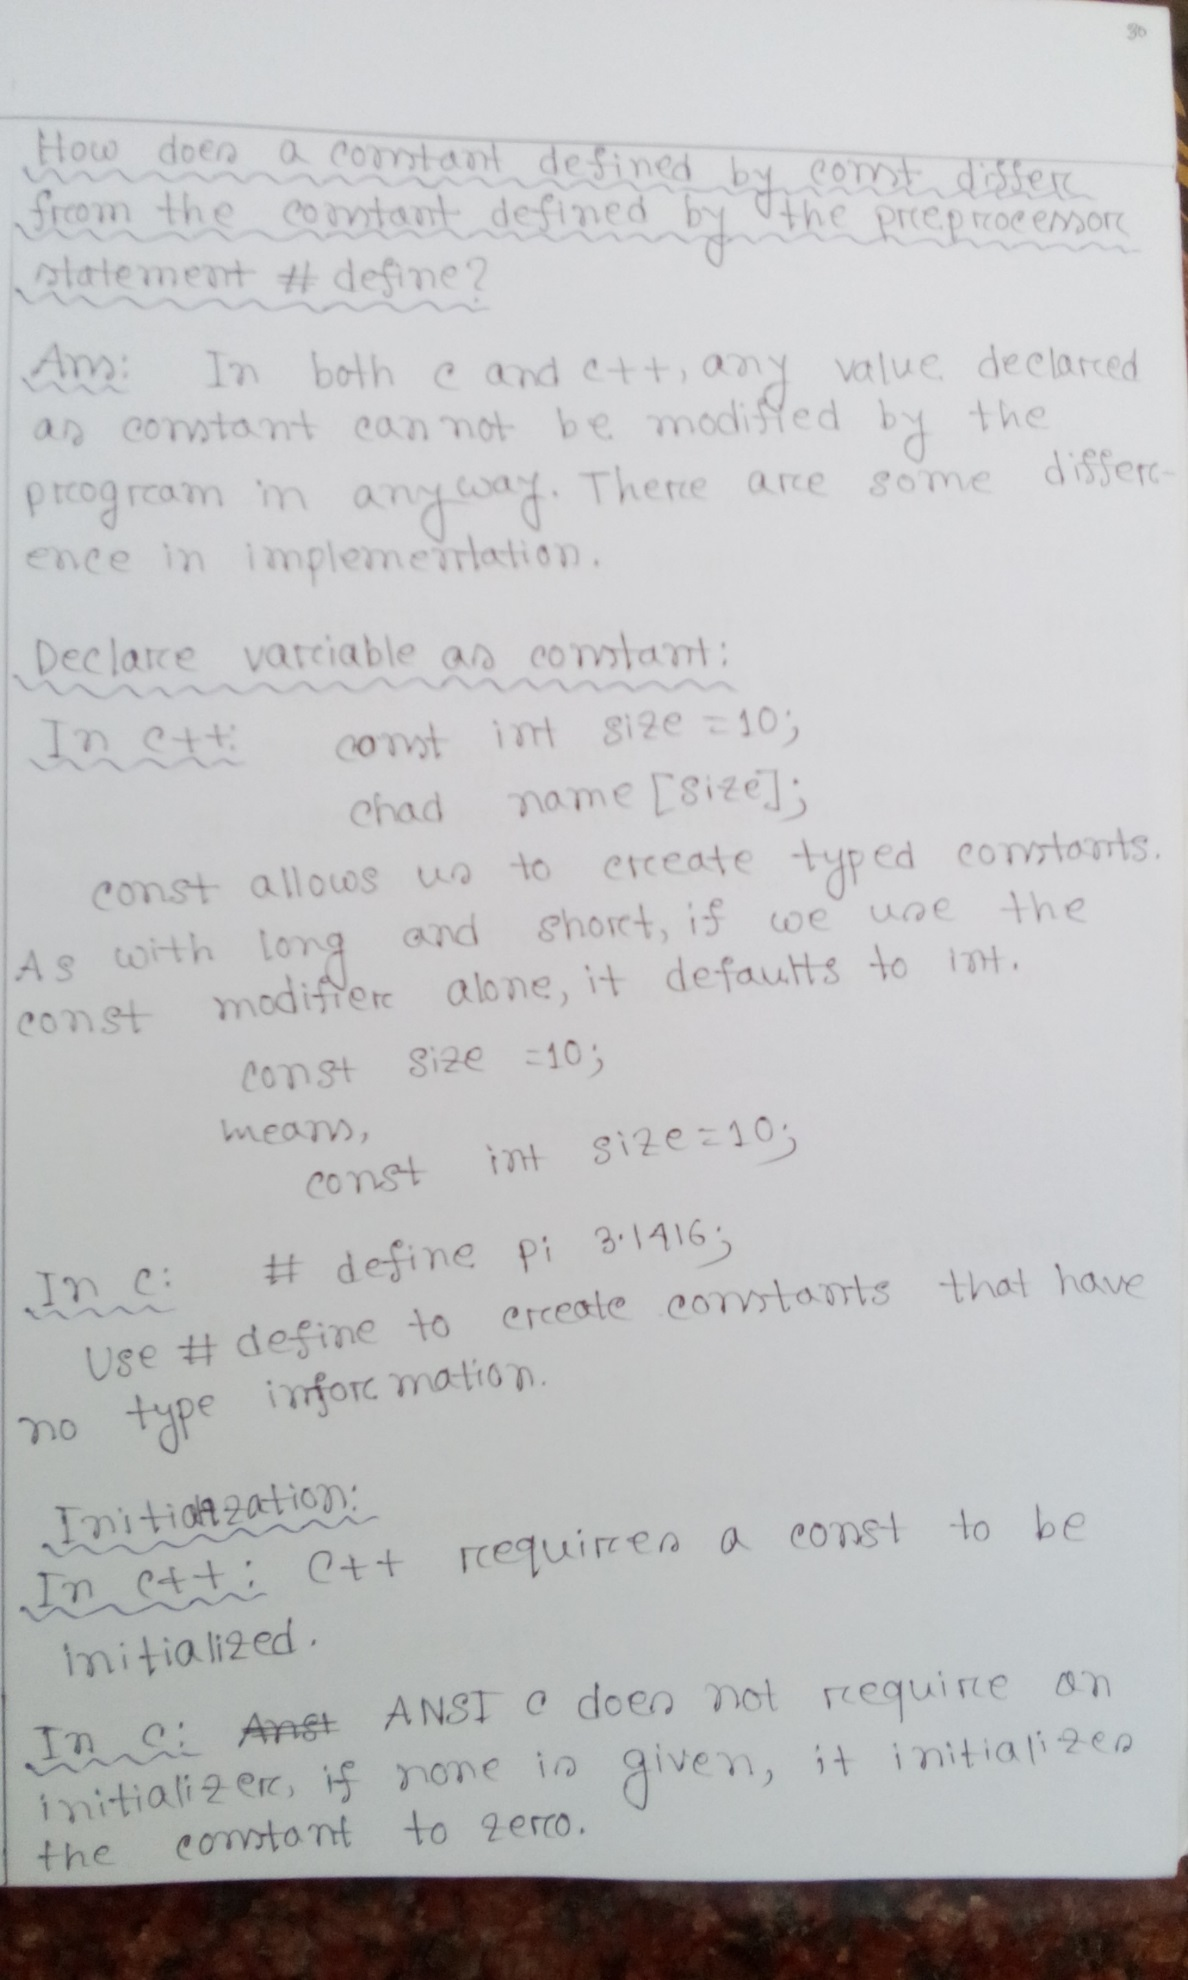 30
How does a constant defined by const differ
from the constant defined by the preprocessor
statement # define?
Ans: In both c and c++, any value declared
as constant can not be modified by the
program in anyway. There are some differ-
ence in implementation.
Declare variable as constant:
In c++: const int size = 10;
chad name [size];
const allows us to create typed constants.
As with long and short, if we use the
const modifier alone, it defaults to int.
const size = 10;
means,
const int size = 10;
In c: # define pi 3.1416;
Use # define to create constants that have
no type information.
Initialization:
In c++: C++ requires a const to be
initialized.
In c: Anst ANSI C does not require an
initializer, if none is given, it initializes
the constant to zero.